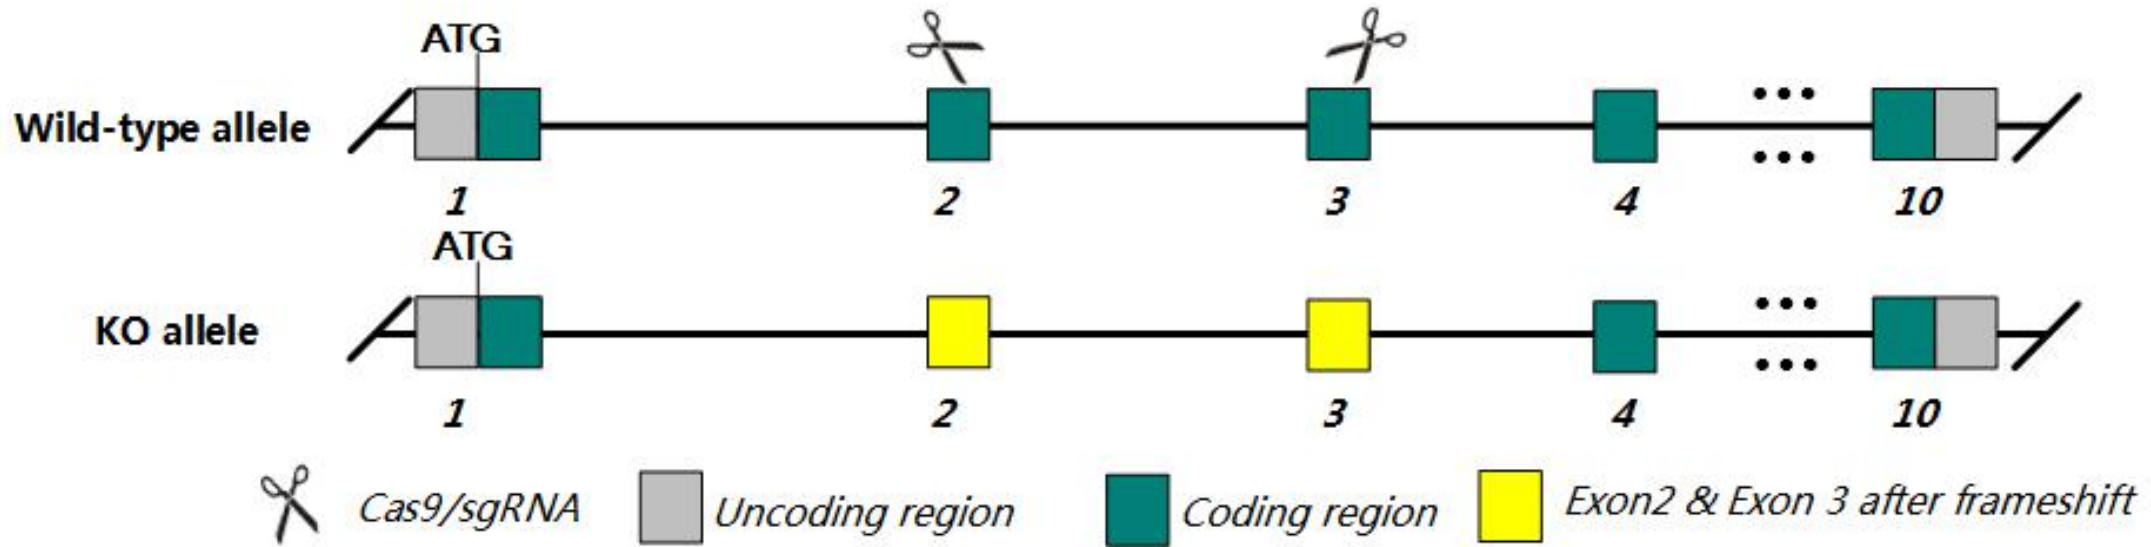 ATG
Wild-type allele
1 2 3 4 10
ATG
KO allele
1 2 3 4 10
Cas9/sgRNA Uncoding region Coding region Exon2 & Exon 3 after frameshift